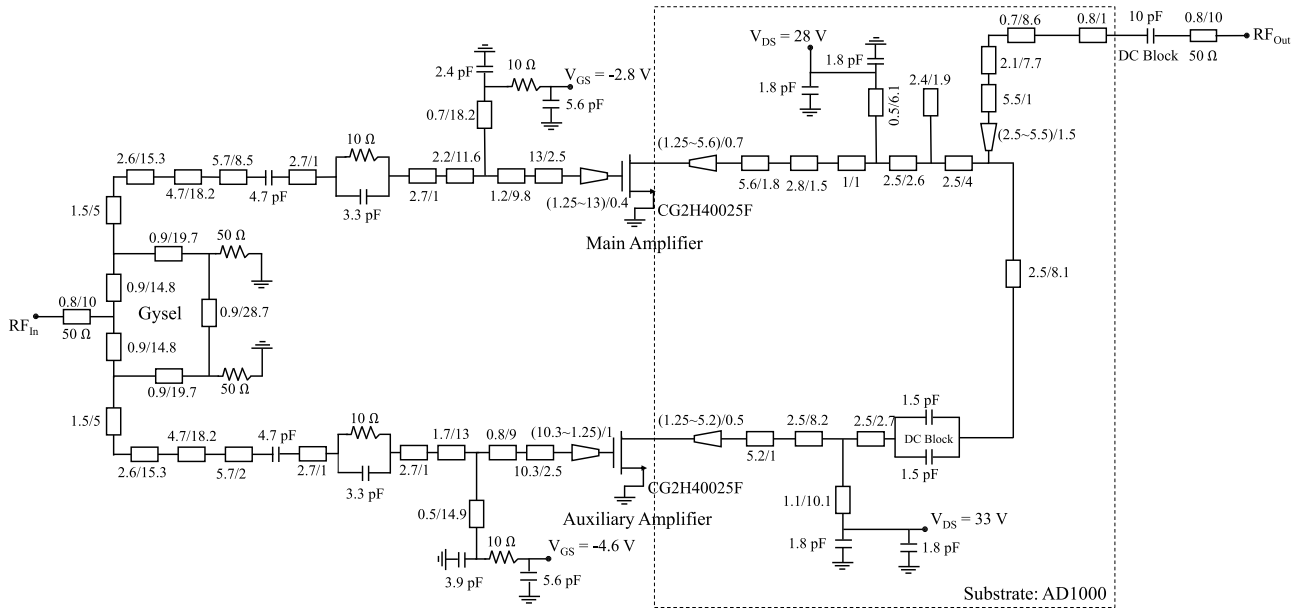 0.7/8.6
0.8/1
10 pF
0.8/10
RFOut
DC Block
50 Ω
VDS = 28 V
1.8 pF
1.8 pF
2.4/1.9
0.5/6.1
2.1/7.7
5.5/1
(2.5~5.5)/1.5
2.4 pF
10 Ω
VGS = -2.8 V
5.6 pF
0.7/18.2
2.6/15.3
5.7/8.5
2.7/1
10 Ω
2.2/11.6
13/2.5
(1.25~5.6)/0.7
4.7/18.2
4.7 pF
3.3 pF
2.7/1
1.2/9.8
(1.25~13)/0.4
5.6/1.8
2.8/1.5
1/1
2.5/2.6
2.5/4
CG2H40025F
Main Amplifier
1.5/5
0.9/19.7
50 Ω
0.9/14.8
0.8/10
Gysel
0.9/28.7
2.5/8.1
RFIn
50 Ω
0.9/14.8
0.9/19.7
50 Ω
1.5/5
4.7/18.2
4.7 pF
10 Ω
1.7/13
0.8/9
(10.3~1.25)/1
(1.25~5.2)/0.5
2.5/8.2
2.5/2.7
1.5 pF
DC Block
1.5 pF
2.6/15.3
5.7/2
2.7/1
3.3 pF
2.7/1
10.3/2.5
5.2/1
CG2H40025F
Auxiliary Amplifier
0.5/14.9
10 Ω
VGS = -4.6 V
3.9 pF
5.6 pF
1.1/10.1
VDS = 33 V
1.8 pF
1.8 pF
Substrate: AD1000